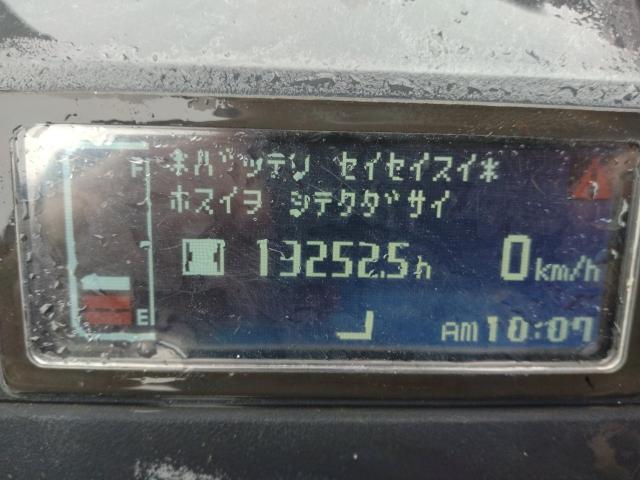 *バッテン セイセイスイ*
ホスイヲ シテクダサイ
F
13252.5h
0km/h
E
AM10:07